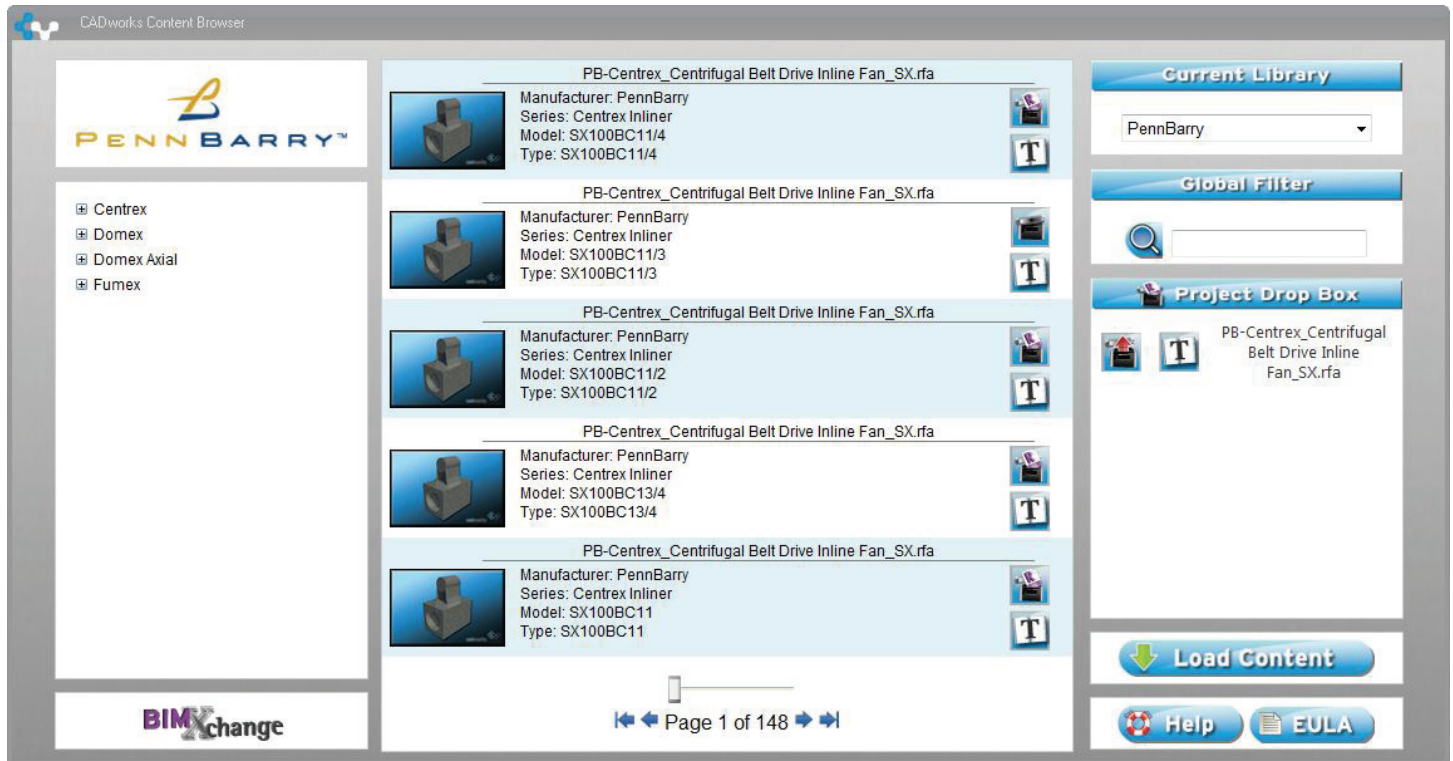 CADworks Content Browser
PENNBARRY™
Centrex
Domex
Domex Axial
Fumex
BIMXchange
PB-Centrex_Centrifugal Belt Drive Inline Fan_SX.rfa
Manufacturer: PennBarry
Series: Centrex Inliner
Model: SX100BC11/4
Type: SX100BC11/4
T
PB-Centrex_Centrifugal Belt Drive Inline Fan_SX.rfa
Manufacturer: PennBarry
Series: Centrex Inliner
Model: SX100BC11/3
Type: SX100BC11/3
T
PB-Centrex_Centrifugal Belt Drive Inline Fan_SX.rfa
Manufacturer: PennBarry
Series: Centrex Inliner
Model: SX100BC11/2
Type: SX100BC11/2
T
PB-Centrex_Centrifugal Belt Drive Inline Fan_SX.rfa
Manufacturer: PennBarry
Series: Centrex Inliner
Model: SX100BC13/4
Type: SX100BC13/4
T
PB-Centrex_Centrifugal Belt Drive Inline Fan_SX.rfa
Manufacturer: PennBarry
Series: Centrex Inliner
Model: SX100BC11
Type: SX100BC11
T
Page 1 of 148
Current Library
PennBarry
Global Filter
Project Drop Box
T
PB-Centrex_Centrifugal
Belt Drive Inline
Fan_SX.rfa
Load Content
Help
EULA